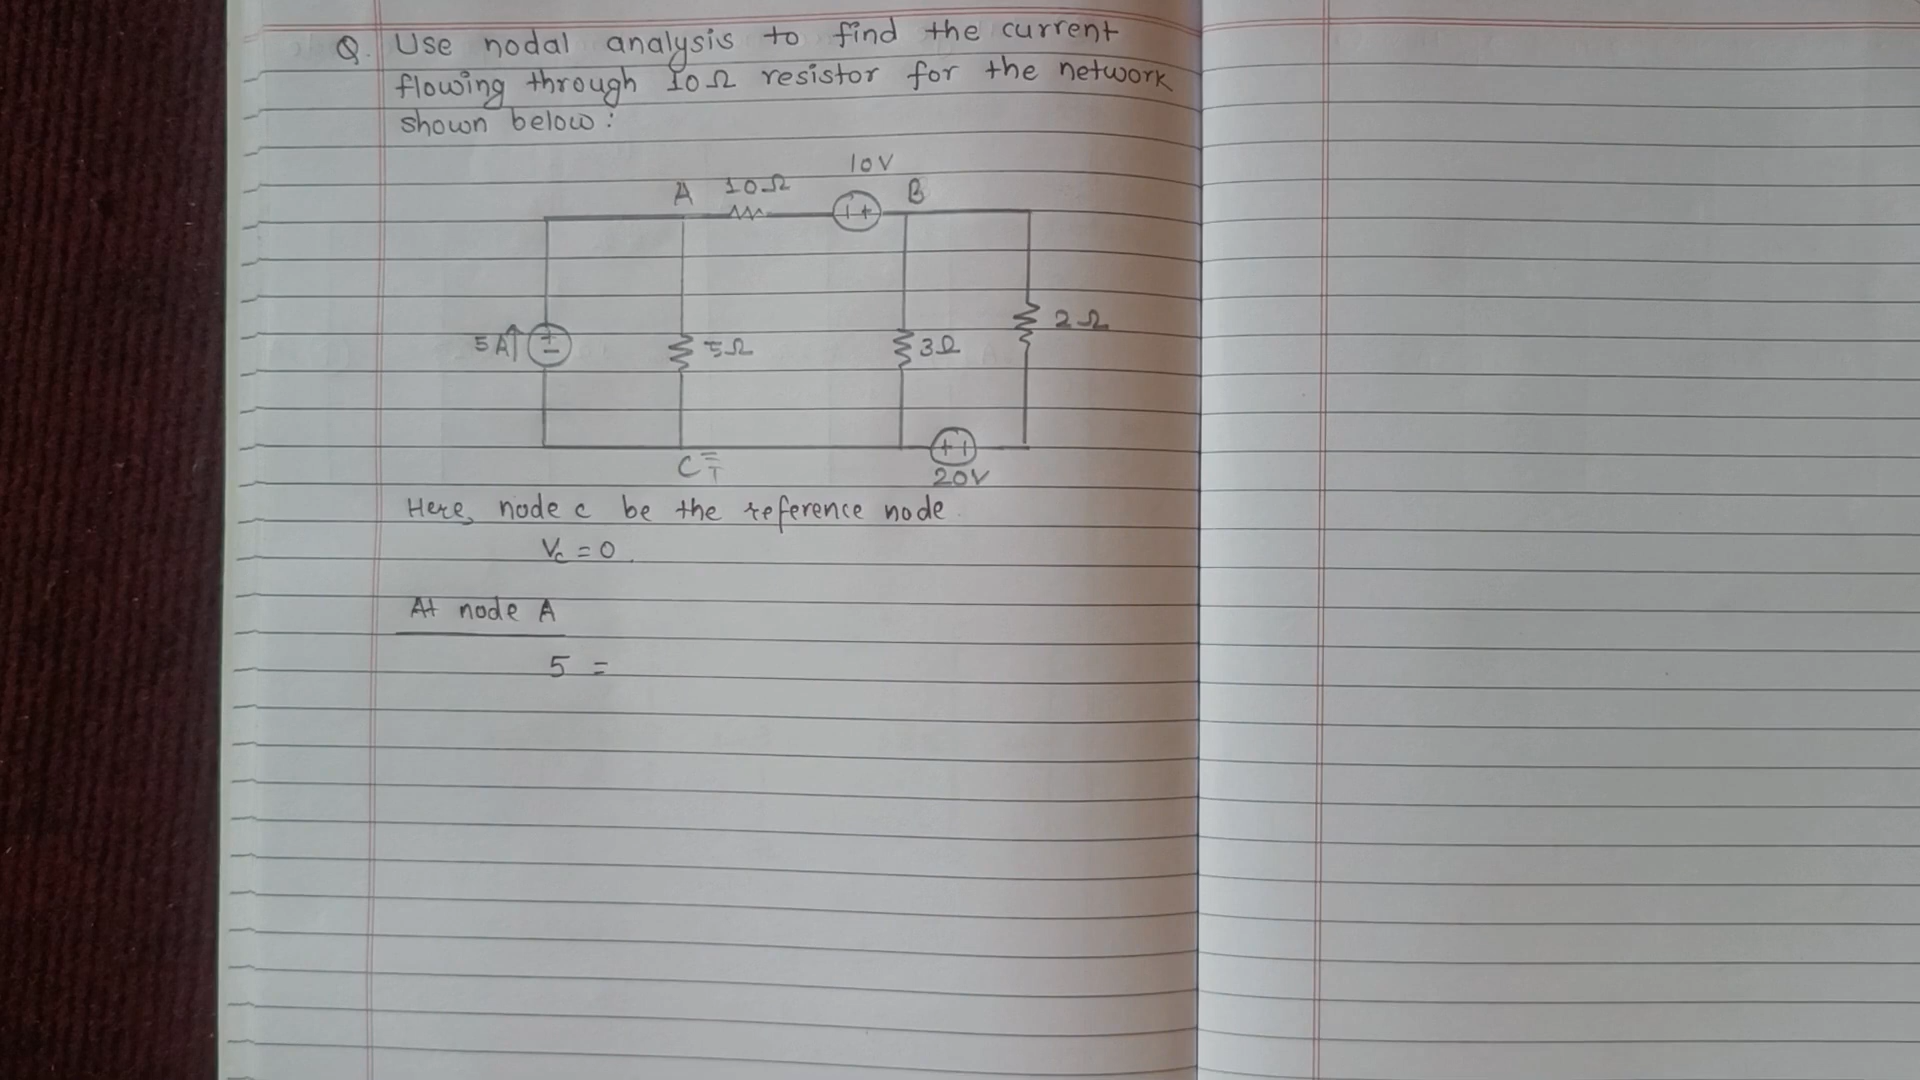 Q. Use nodal analysis to find the current
flowing through 10Ω resistor for the network
shown below:
10V
A 10Ω B
5A↑ 5Ω 3Ω 2Ω
C
20V
Here, node c be the reference node.
Vc = 0.
At node A
5 =